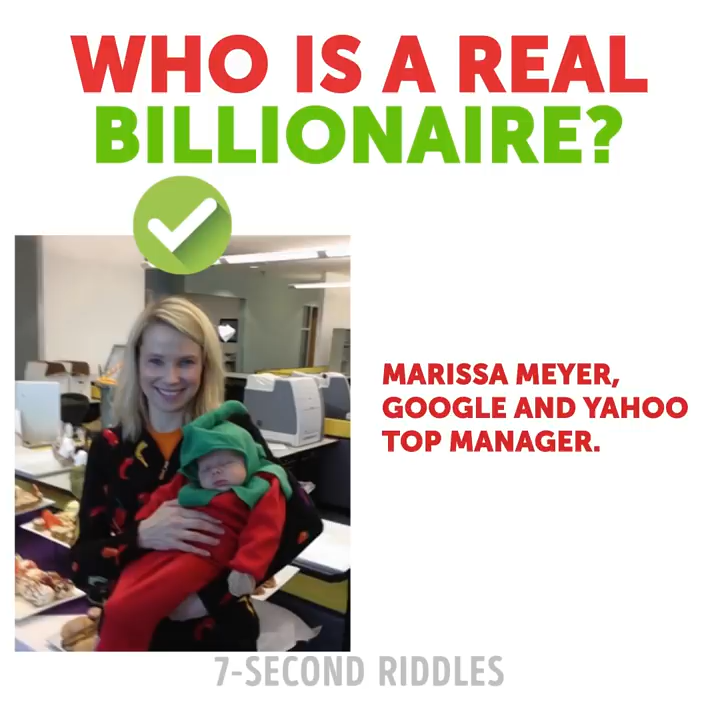 WHO IS A REAL
BILLIONAIRE?
MARISSA MEYER,
GOOGLE AND YAHOO
TOP MANAGER.
7-SECOND RIDDLES